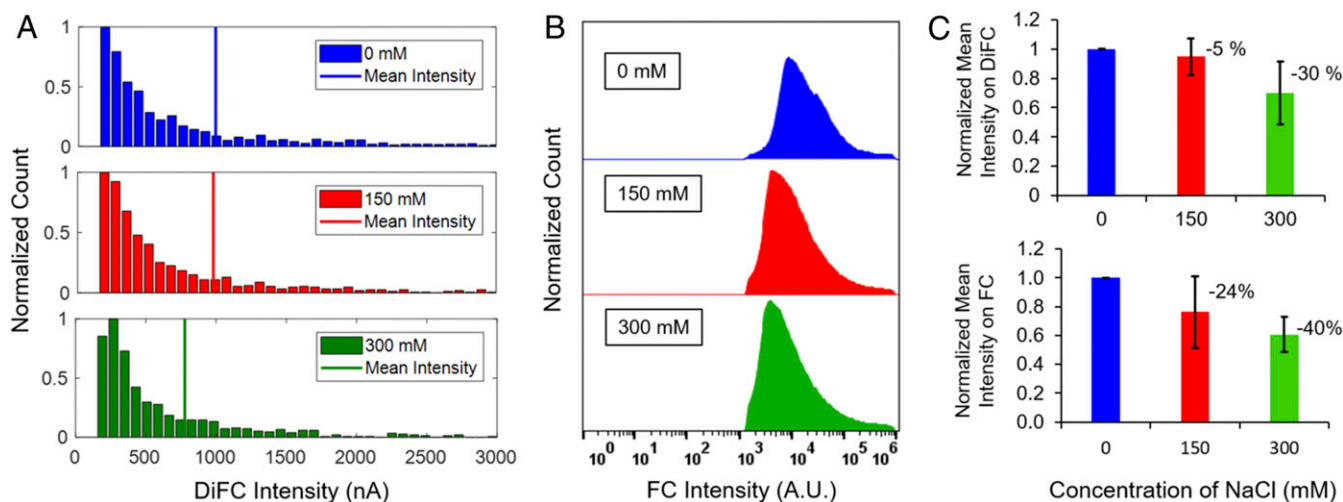 A
Normalized Count
1
0.5
0
0 mM
Mean Intensity
1
0.5
0
150 mM
Mean Intensity
1
0.5
0
300 mM
Mean Intensity
0 500 1000 1500 2000 2500 3000
DiFC Intensity (nA)
B
Normalized Count
0 mM
150 mM
300 mM
10^0 10^1 10^2 10^3 10^4 10^5 10^6
FC Intensity (A.U.)
C
Normalized Mean
Intensity on DiFC
1.2
1
0.8
0.6
0.4
0.2
0
-5 %
-30 %
0 150 300
Normalized Mean
Intensity on FC
1.2
1.0
0.8
0.6
0.4
0.2
0.0
-24%
-40%
0 150 300
Concentration of NaCl (mM)